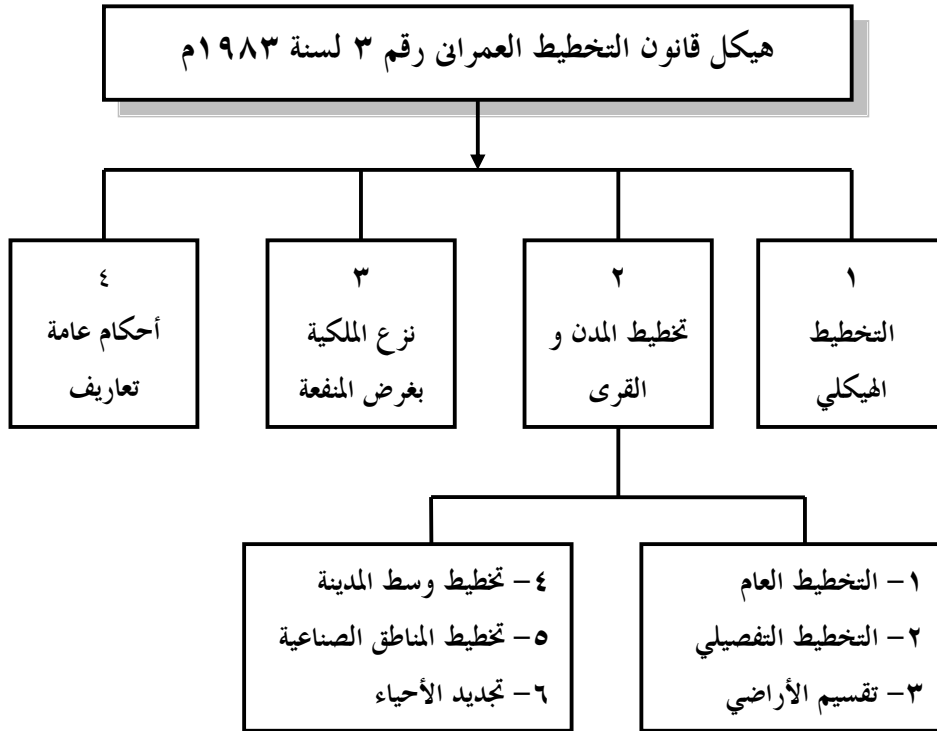 هيكل قانون التخطيط العمرانى رقم ٣ لسنة ١٩٨٣م
١
التخطيط
الهيكلي
٢
تخطيط المدن و
القرى
٣
نزع الملكية
بغرض المنفعة
٤
أحكام عامة
تعاريف
١- التخطيط العام
٢- التخطيط التفصيلي
٣- تقسيم الأراضي
٤- تخطيط وسط المدينة
٥- تخطيط المناطق الصناعية
٦- تجديد الأحياء